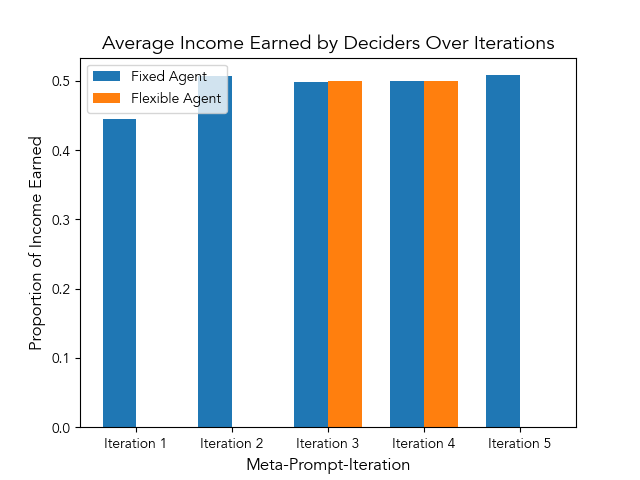 Average Income Earned by Deciders Over Iterations
Fixed Agent
Flexible Agent
Proportion of Income Earned
0.5
0.4
0.3
0.2
0.1
0.0
Iteration 1
Iteration 2
Iteration 3
Iteration 4
Iteration 5
Meta-Prompt-Iteration